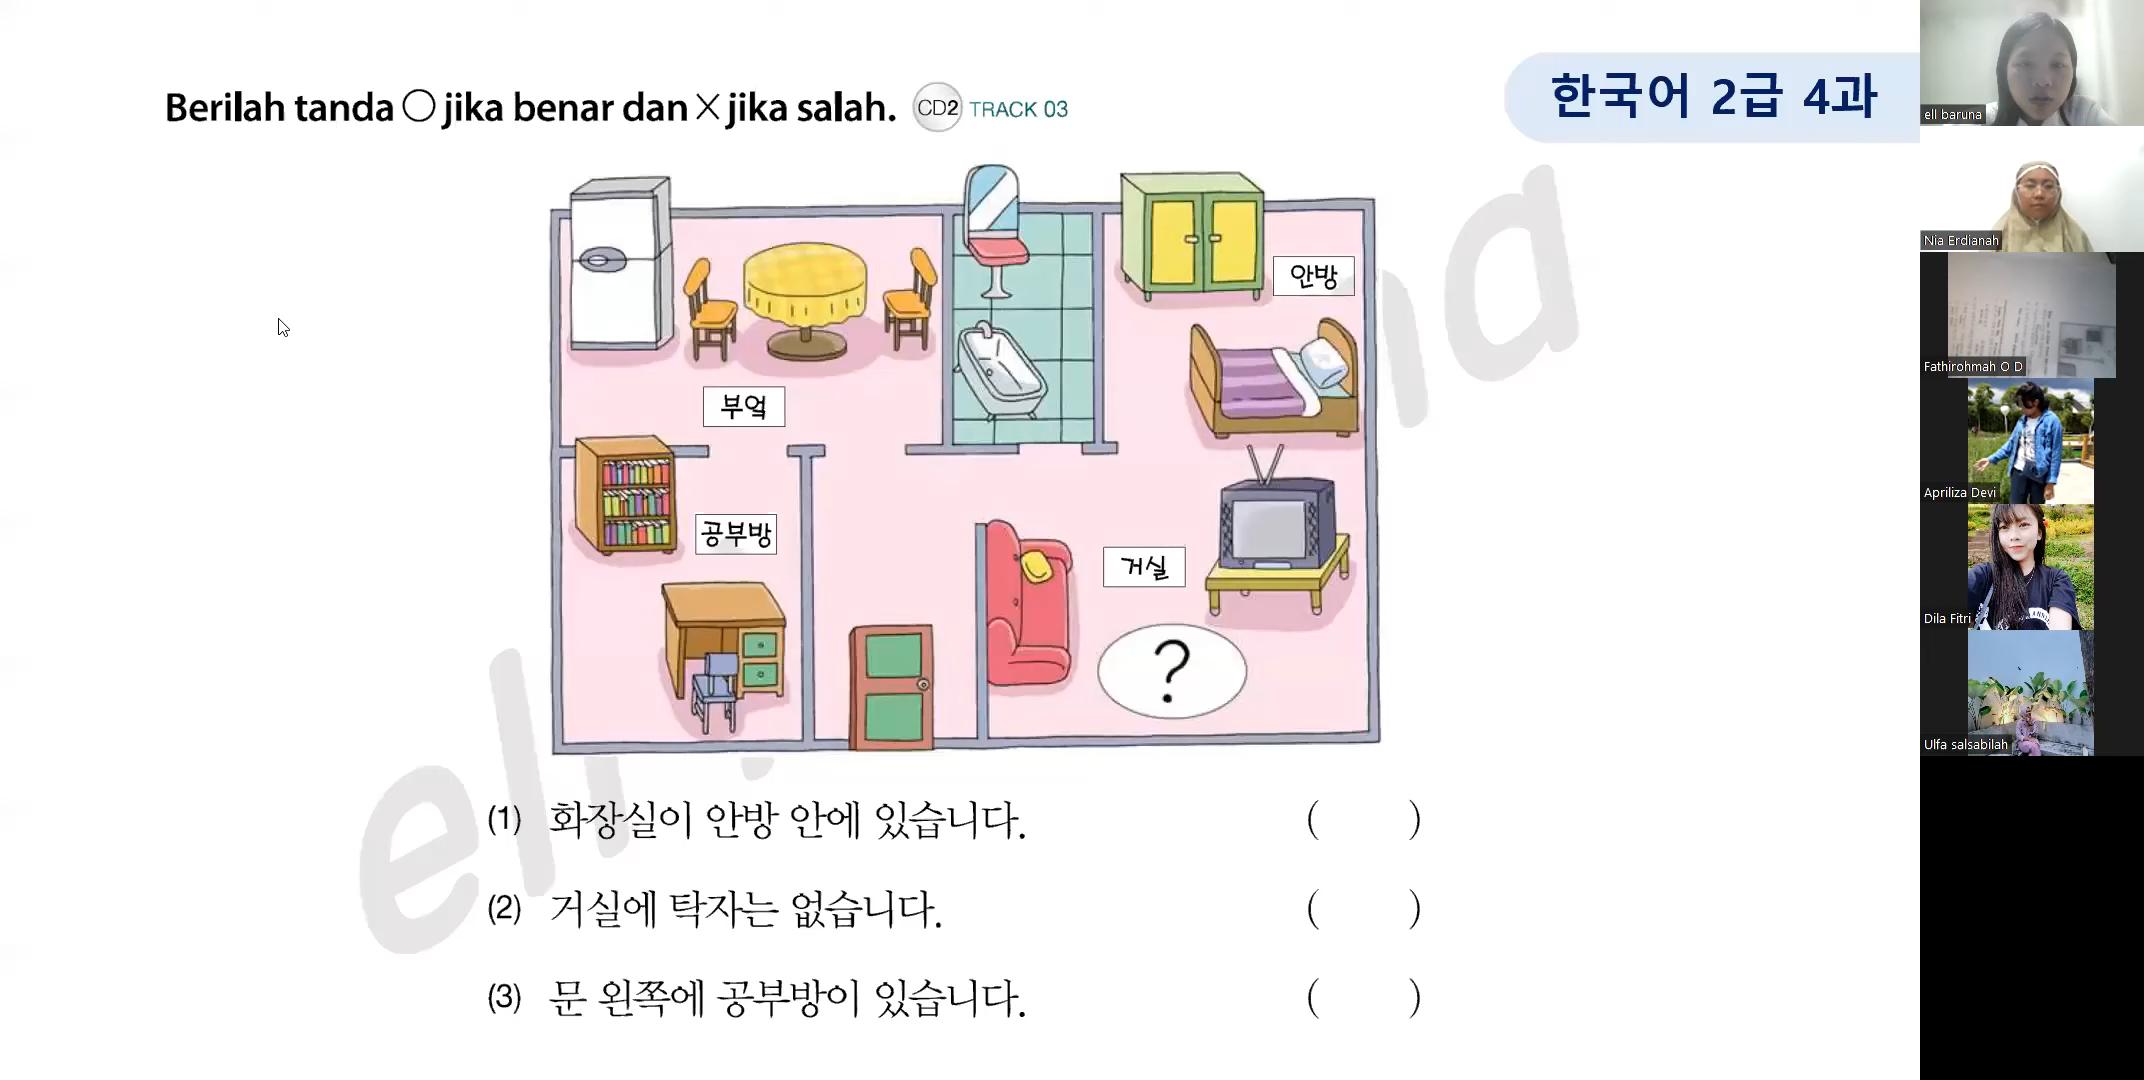 Berilah tanda ○ jika benar dan × jika salah. CD2 TRACK 03
한국어 2급 4과
안방
부엌
공부방
거실
?
(1) 화장실이 안방 안에 있습니다. ( )
(2) 거실에 탁자는 없습니다. ( )
(3) 문 왼쪽에 공부방이 있습니다. ( )
ell baruna
Nia Erdianah
Fathirohmah O D
Apriliza Devi
Dila Fitri
Ulfa salsabilah